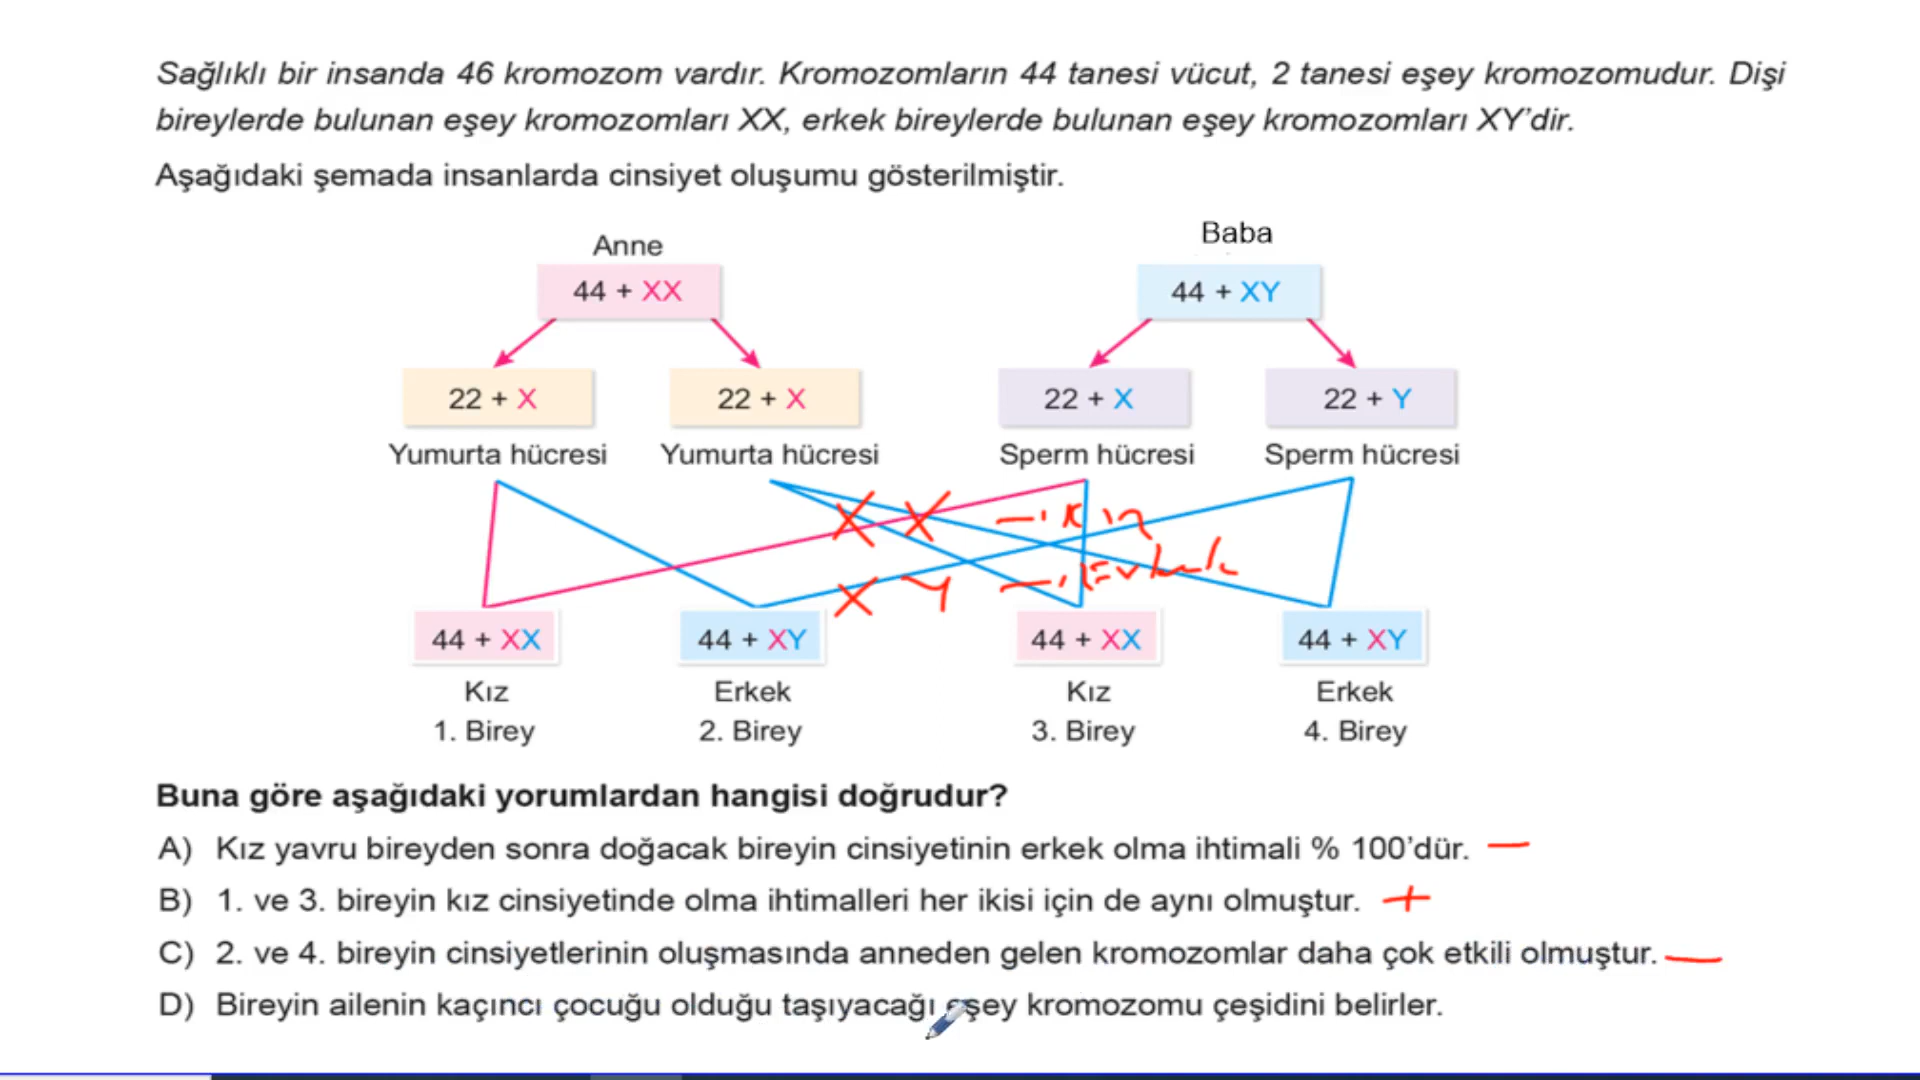 Sağlıklı bir insanda 46 kromozom vardır. Kromozomların 44 tanesi vücut, 2 tanesi eşey kromozomudur. Dişi
bireylerde bulunan eşey kromozomları XX, erkek bireylerde bulunan eşey kromozomları XY'dir.
Aşağıdaki şemada insanlarda cinsiyet oluşumu gösterilmiştir.
Anne Baba
44 + XX 44 + XY
22 + X 22 + X 22 + X 22 + Y
Yumurta hücresi Yumurta hücresi Sperm hücresi Sperm hücresi
X X → Kız
X Y → Erkek
44 + XX 44 + XY 44 + XX 44 + XY
Kız Erkek Kız Erkek
1. Birey 2. Birey 3. Birey 4. Birey
Buna göre aşağıdaki yorumlardan hangisi doğrudur?
A) Kız yavru bireyden sonra doğacak bireyin cinsiyetinin erkek olma ihtimali % 100'dür. —
B) 1. ve 3. bireyin kız cinsiyetinde olma ihtimalleri her ikisi için de aynı olmuştur. +
C) 2. ve 4. bireyin cinsiyetlerinin oluşmasında anneden gelen kromozomlar daha çok etkili olmuştur. —
D) Bireyin ailenin kaçıncı çocuğu olduğu taşıyacağı eşey kromozomu çeşidini belirler.